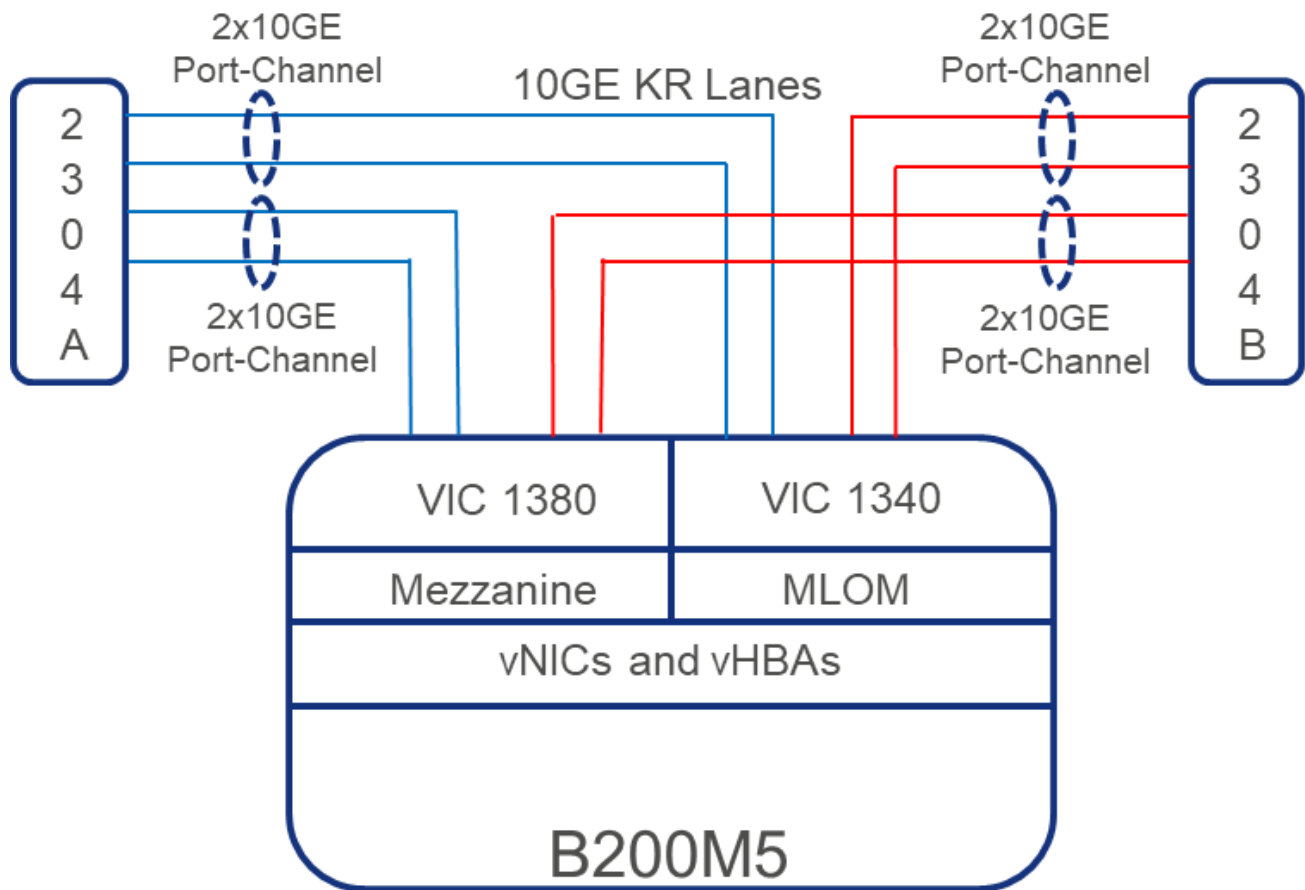 2x10GE
Port-Channel
10GE KR Lanes
2x10GE
Port-Channel
2
3
0
4
A
2x10GE
Port-Channel
2x10GE
Port-Channel
2
3
0
4
B
VIC 1380
VIC 1340
Mezzanine
MLOM
vNICs and vHBAs
B200M5